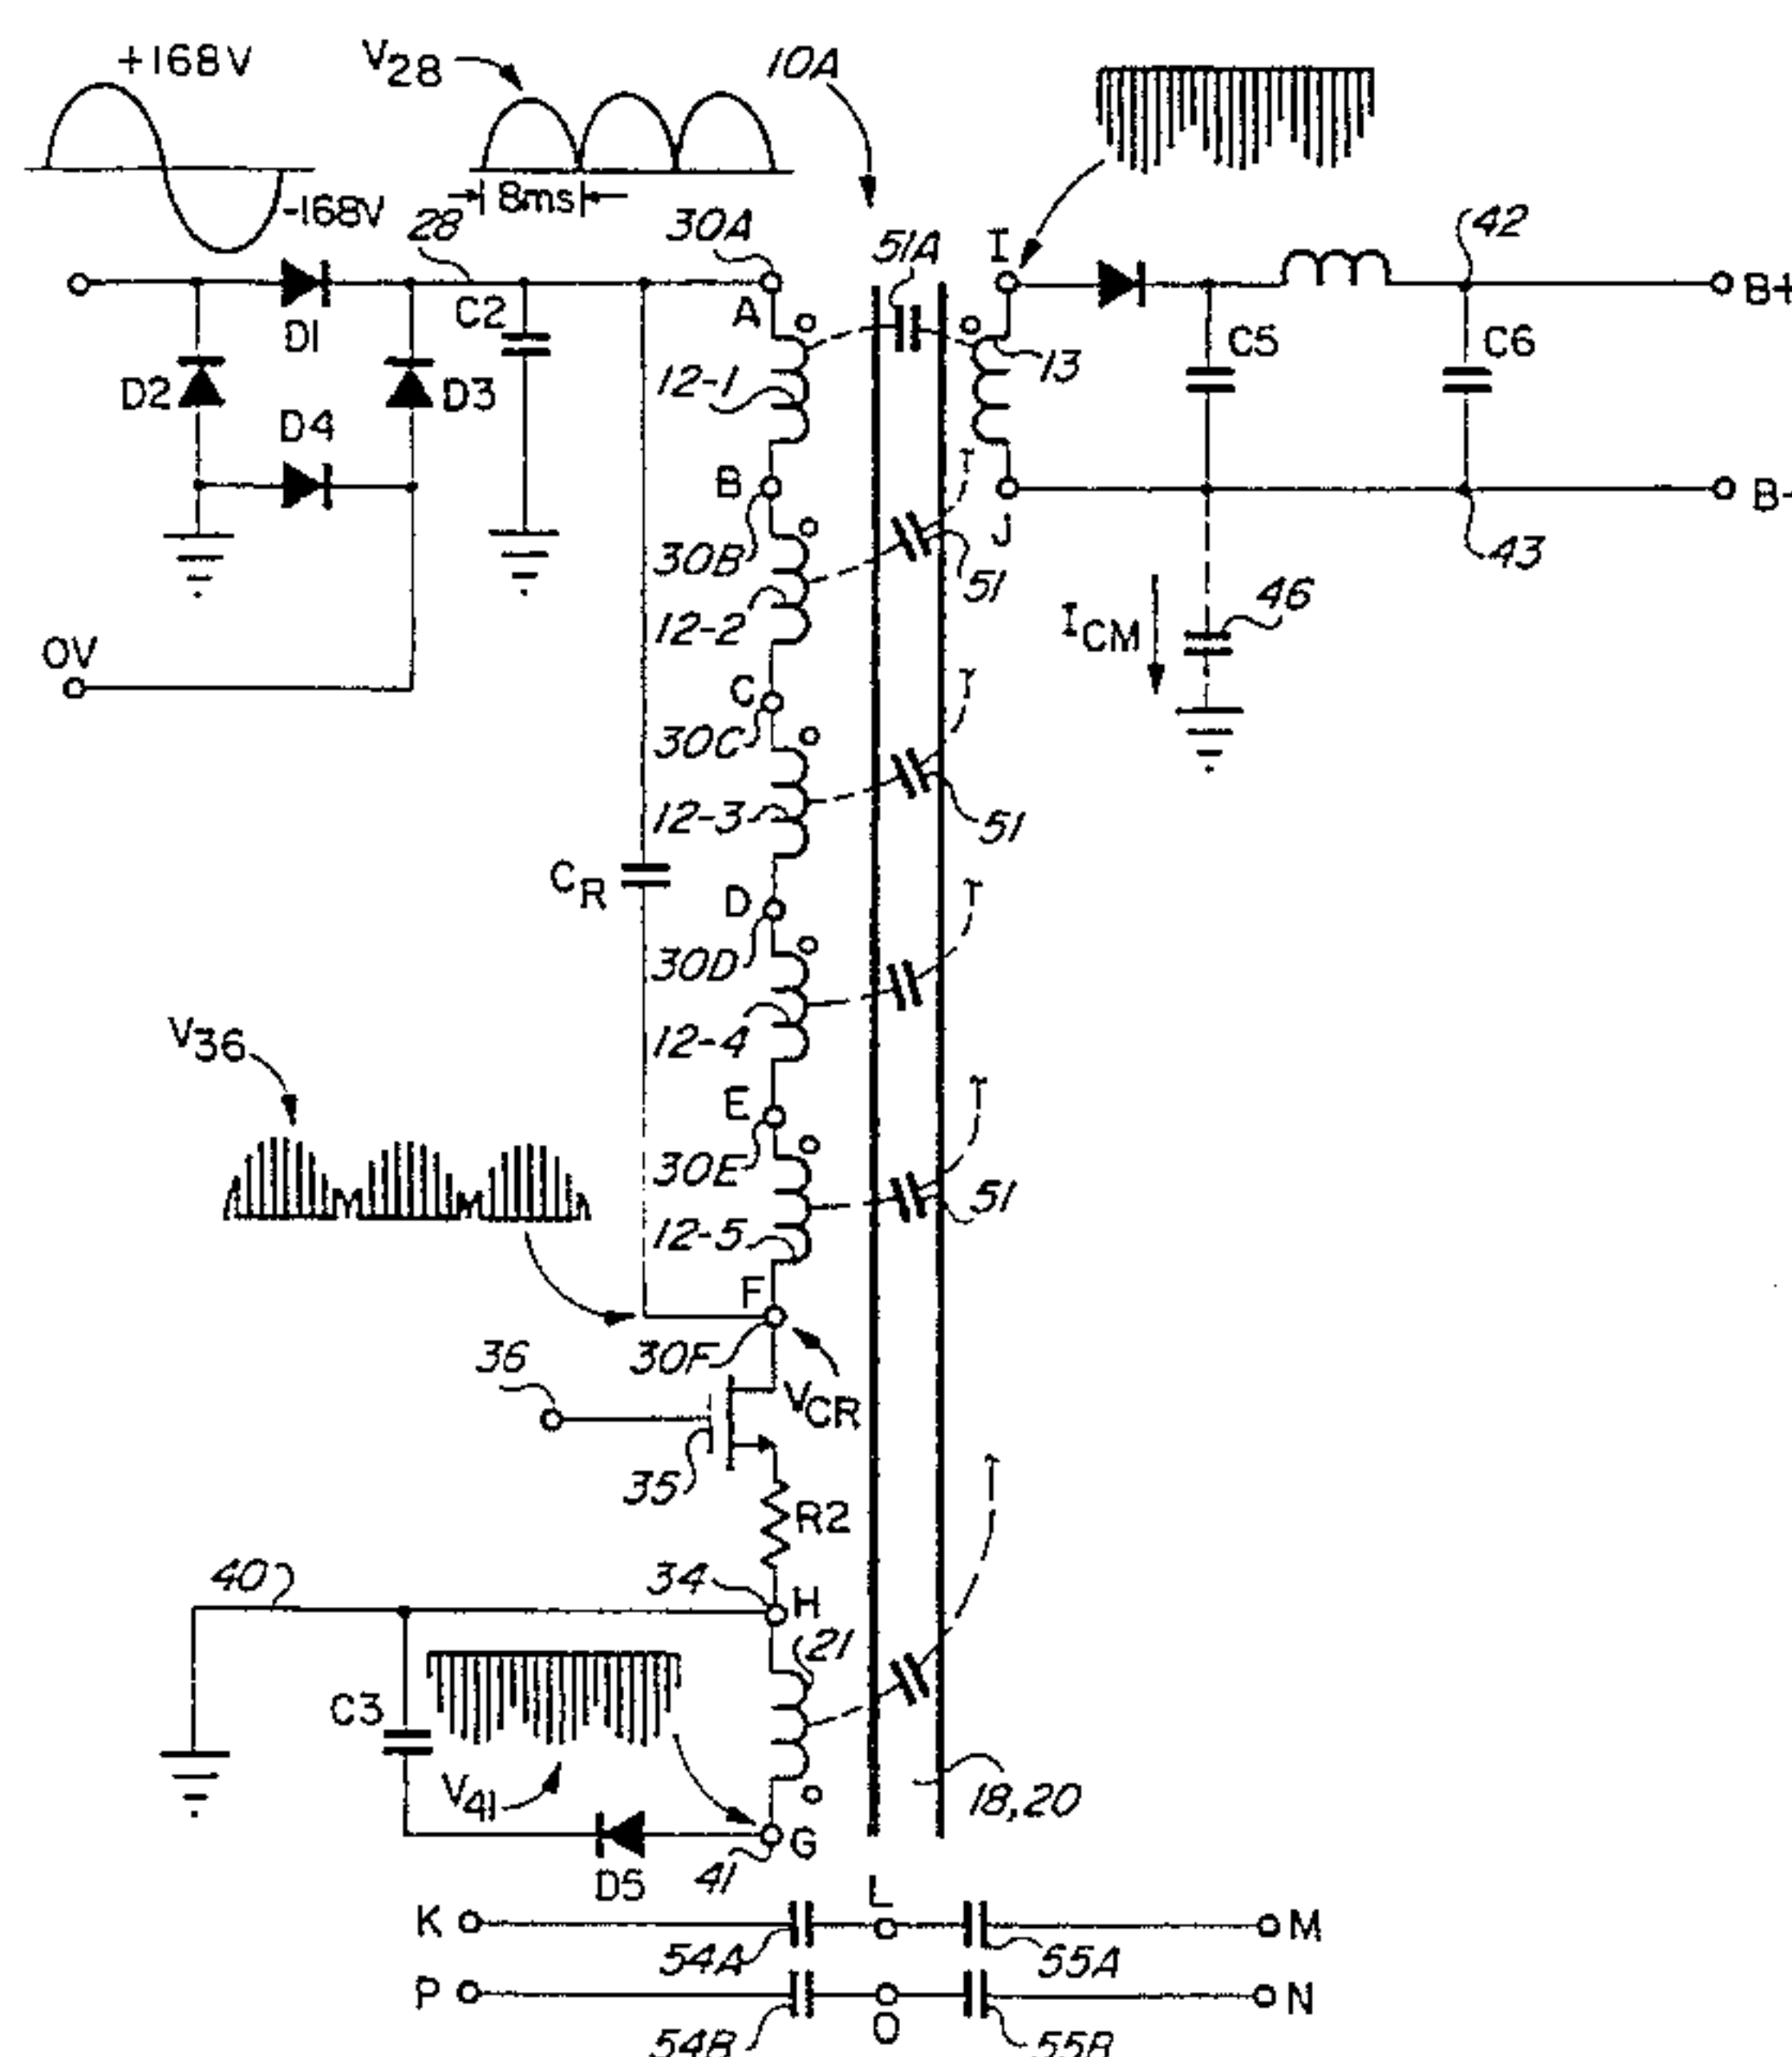 +168V
V28
10A
-168V
8ms
28
30A
51A
I
42
B+
D1
C2
A
13
C5
C6
D2
D3
12-1
D4
B
J
B-
30B
51
43
12-2
ICM
46
OV
C
30C
12-3
51
CR
D
30D
12-4
V36
E
30E
51
12-5
F
30F
36
VCR
35
R2
40
34
H
21
C3
V41
18,20
G
41
D5
L
K
M
54A
55A
P
N
O
54B
55B